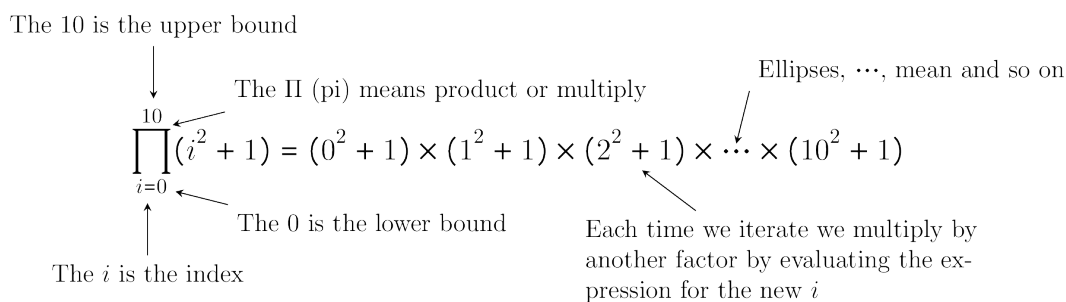 The 10 is the upper bound
Ellipses, ⋯, mean and so on
The Π (pi) means product or multiply
10
∏(i² + 1) = (0² + 1) × (1² + 1) × (2² + 1) × ⋯ × (10² + 1)
i=0
The 0 is the lower bound
Each time we iterate we multiply by
another factor by evaluating the ex-
pression for the new i
The i is the index